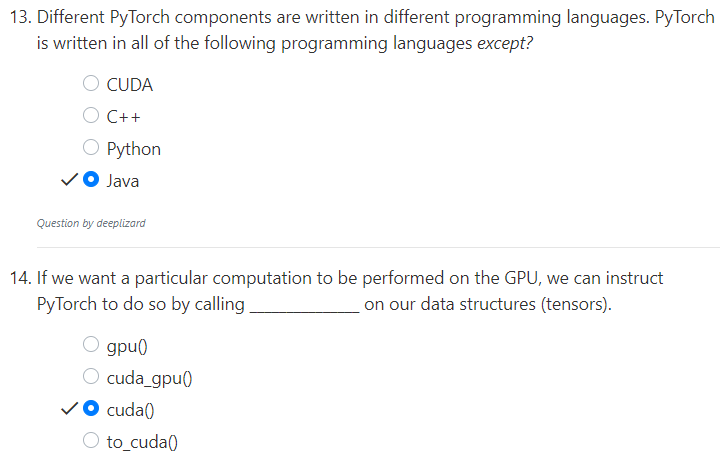 13. Different PyTorch components are written in different programming languages. PyTorch
is written in all of the following programming languages except?
CUDA
C++
Python
Java
Question by deeplizard
14. If we want a particular computation to be performed on the GPU, we can instruct
PyTorch to do so by calling _____________ on our data structures (tensors).
gpu()
cuda_gpu()
cuda()
to_cuda()